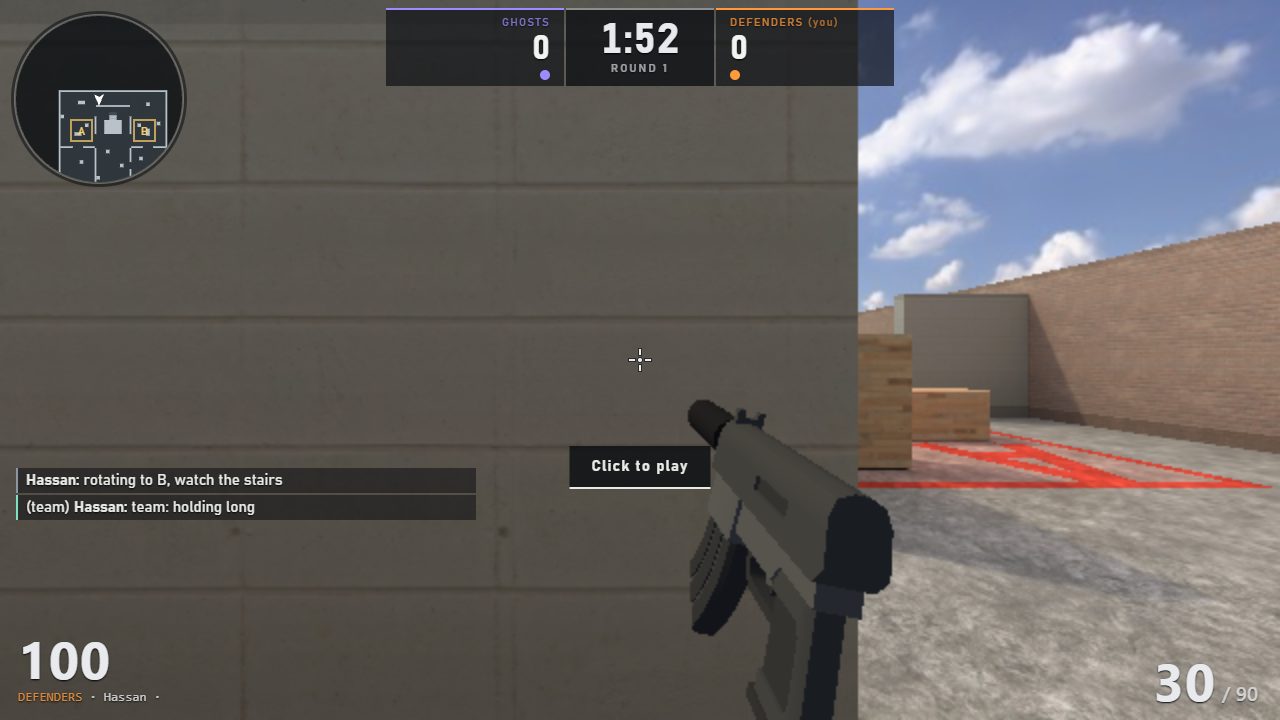 GHOSTS
0
1:52
ROUND 1
DEFENDERS (you)
0
A
B
A
Click to play
Hassan: rotating to B, watch the stairs
(team) Hassan: team: holding long
100
DEFENDERS · Hassan ·
30 / 90